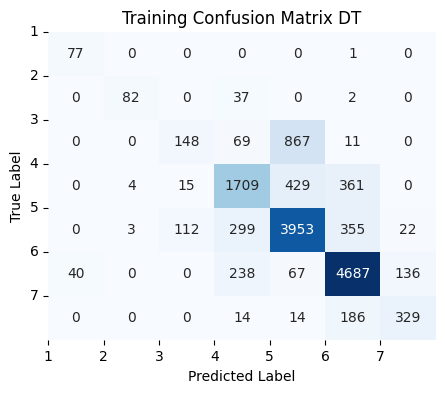 Training Confusion Matrix DT
1
77 0 0 0 0 1 0
2
0 82 0 37 0 2 0
3
0 0 148 69 867 11 0
4
0 4 15 1709 429 361 0
5
0 3 112 299 3953 355 22
6
40 0 0 238 67 4687 136
7
0 0 0 14 14 186 329
1 2 3 4 5 6 7
True Label
Predicted Label